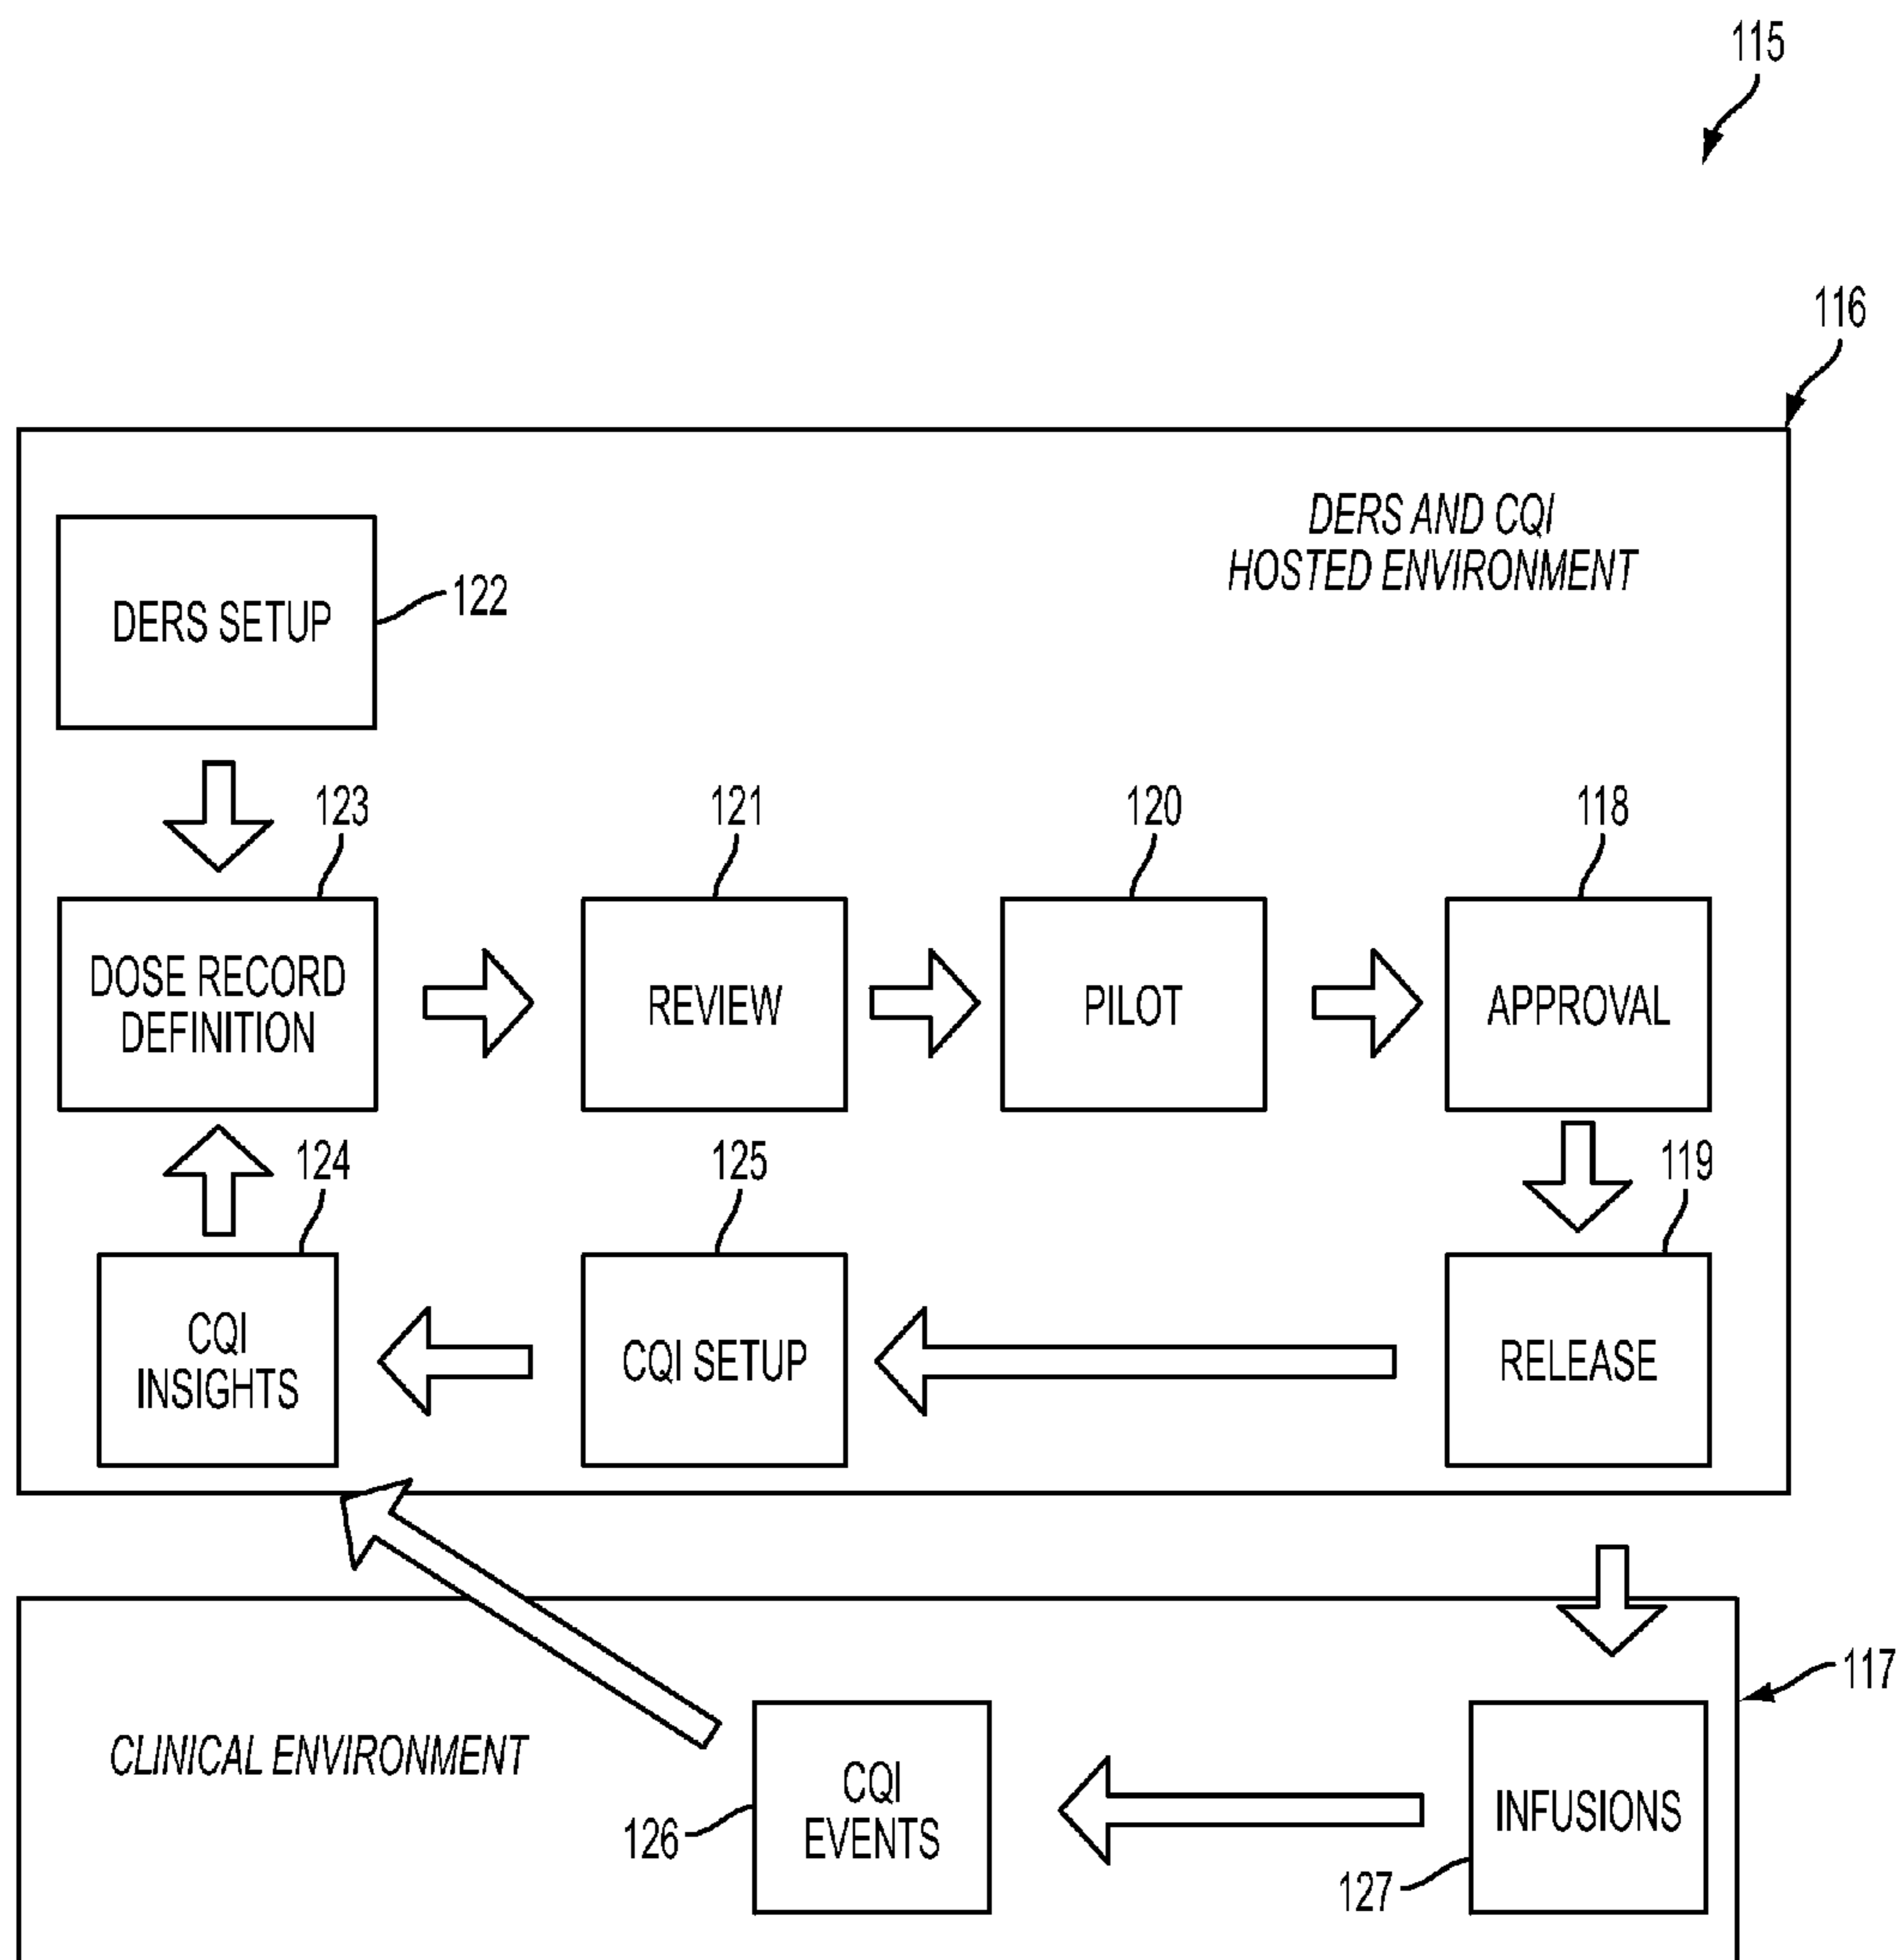 115
116
DERS AND CQI
HOSTED ENVIRONMENT
DERS SETUP
122
123
121
120
118
DOSE RECORD
DEFINITION
REVIEW
PILOT
APPROVAL
124
125
119
CQI
INSIGHTS
CQI SETUP
RELEASE
117
CLINICAL ENVIRONMENT
CQI
EVENTS
INFUSIONS
126
127